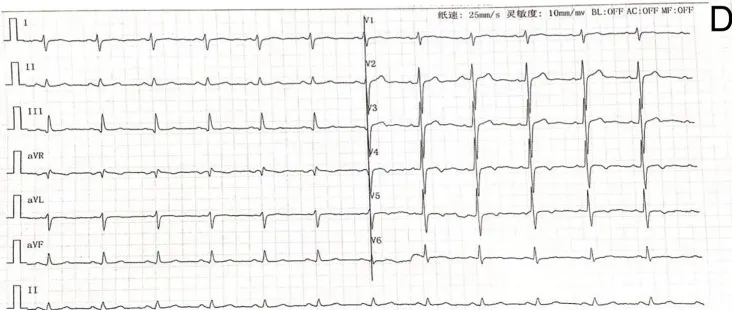 纸速: 25mm/s 灵敏度: 10mm/mv BL:OFF AC:OFF MF:OFF
D
I
V1
II
V2
III
V3
aVR
V4
aVL
V5
aVF
V6
II